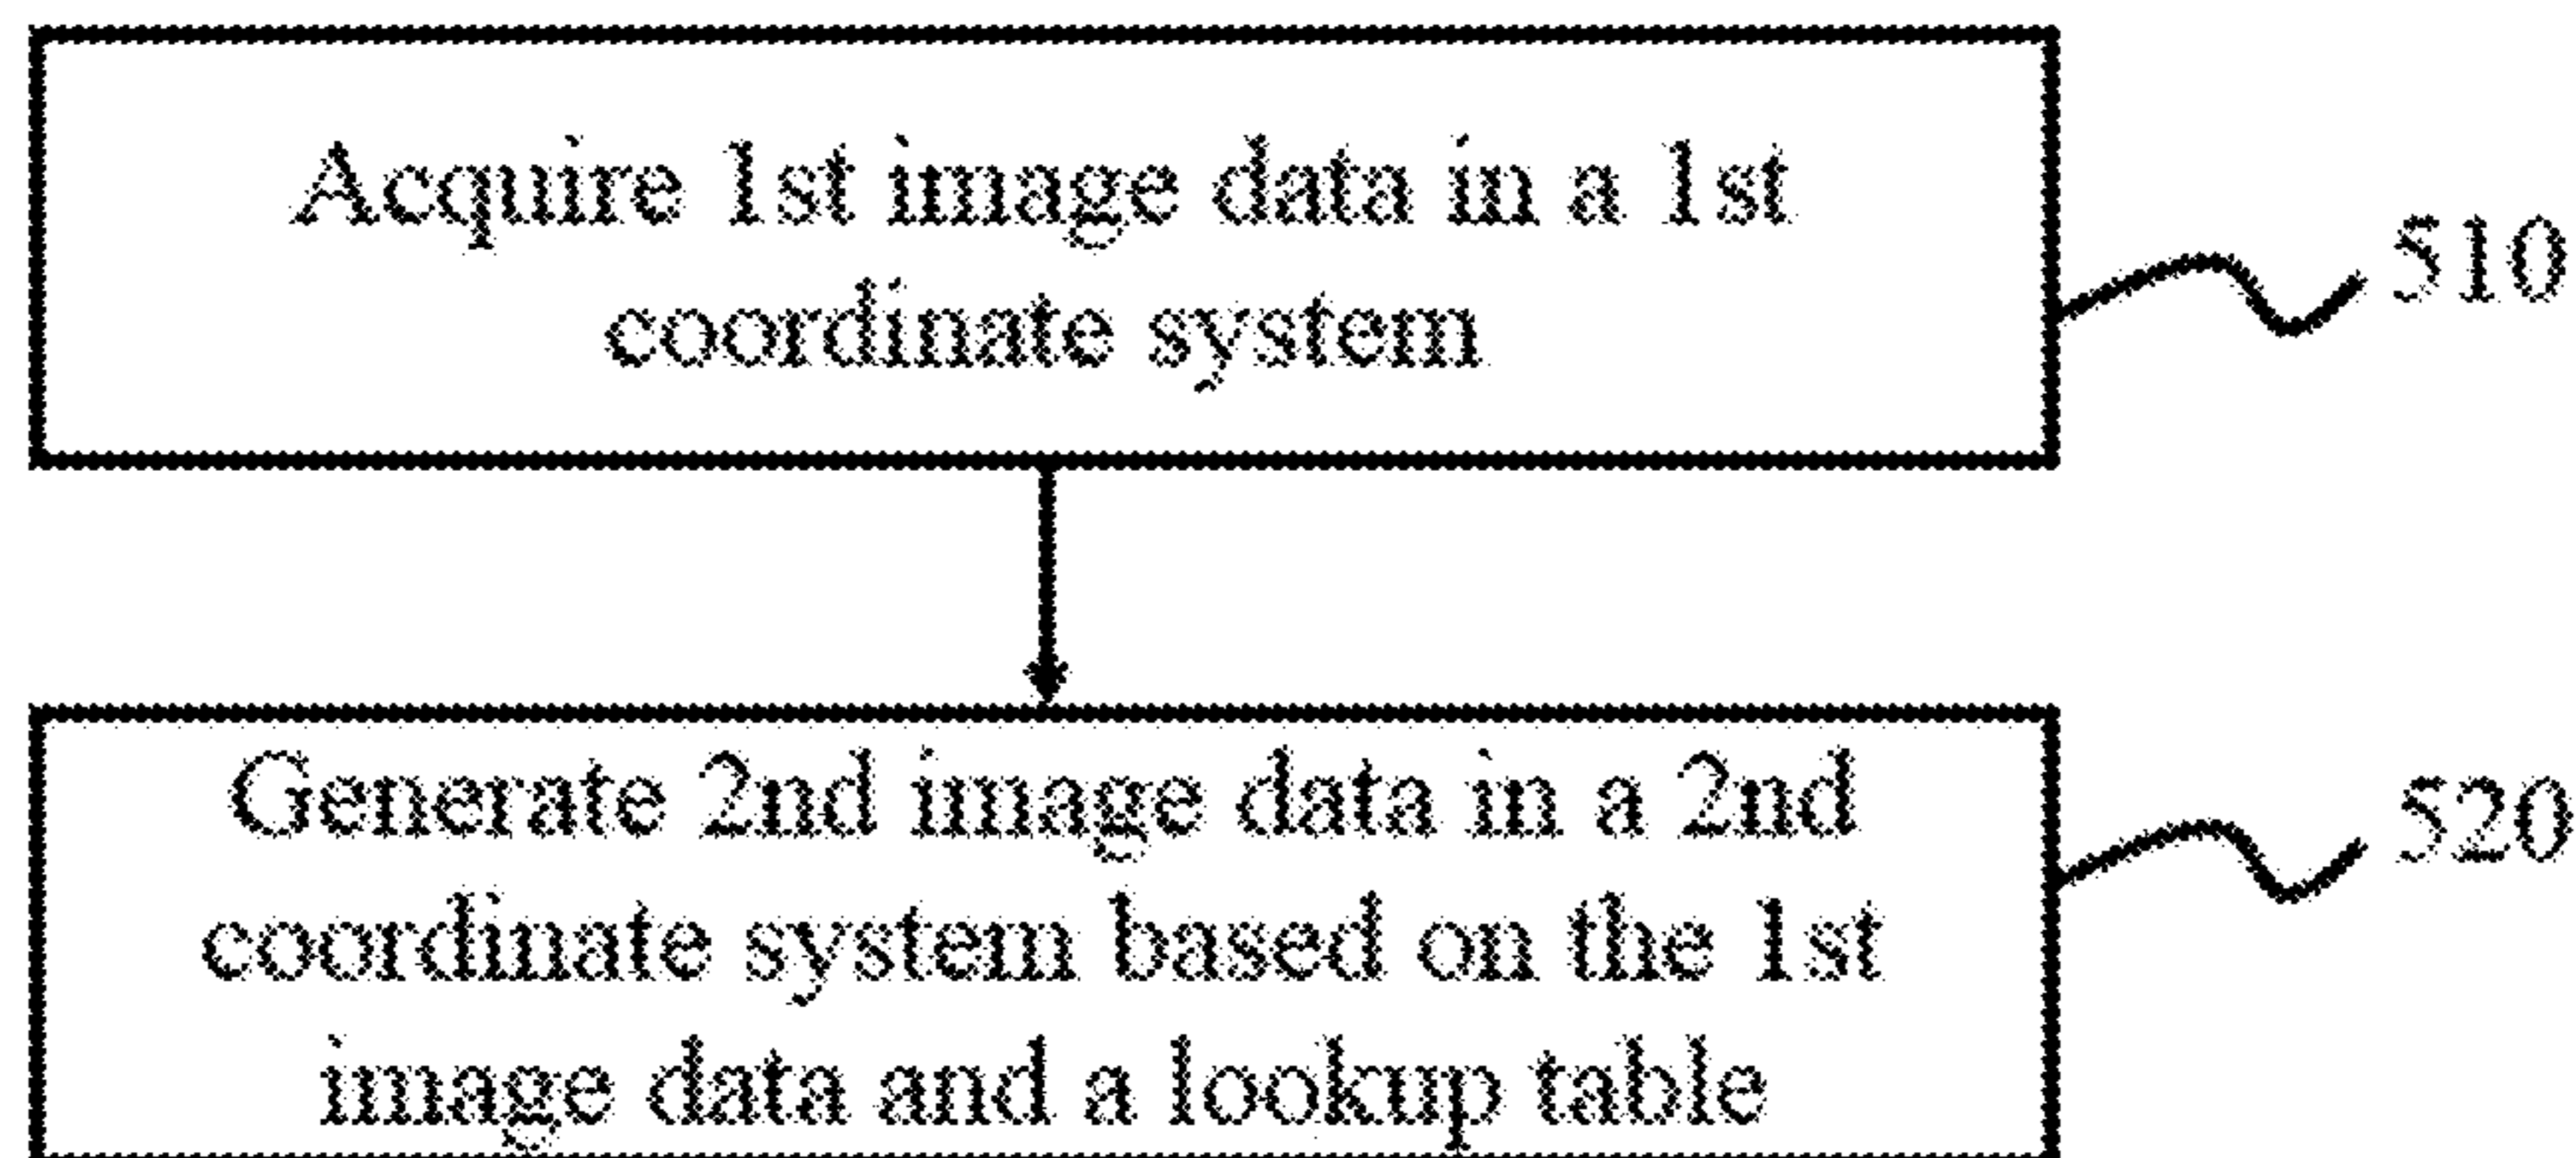 Acquire 1st image data in a 1st
coordinate system
510
Generate 2nd image data in a 2nd
coordinate system based on the 1st
image data and a lookup table
520